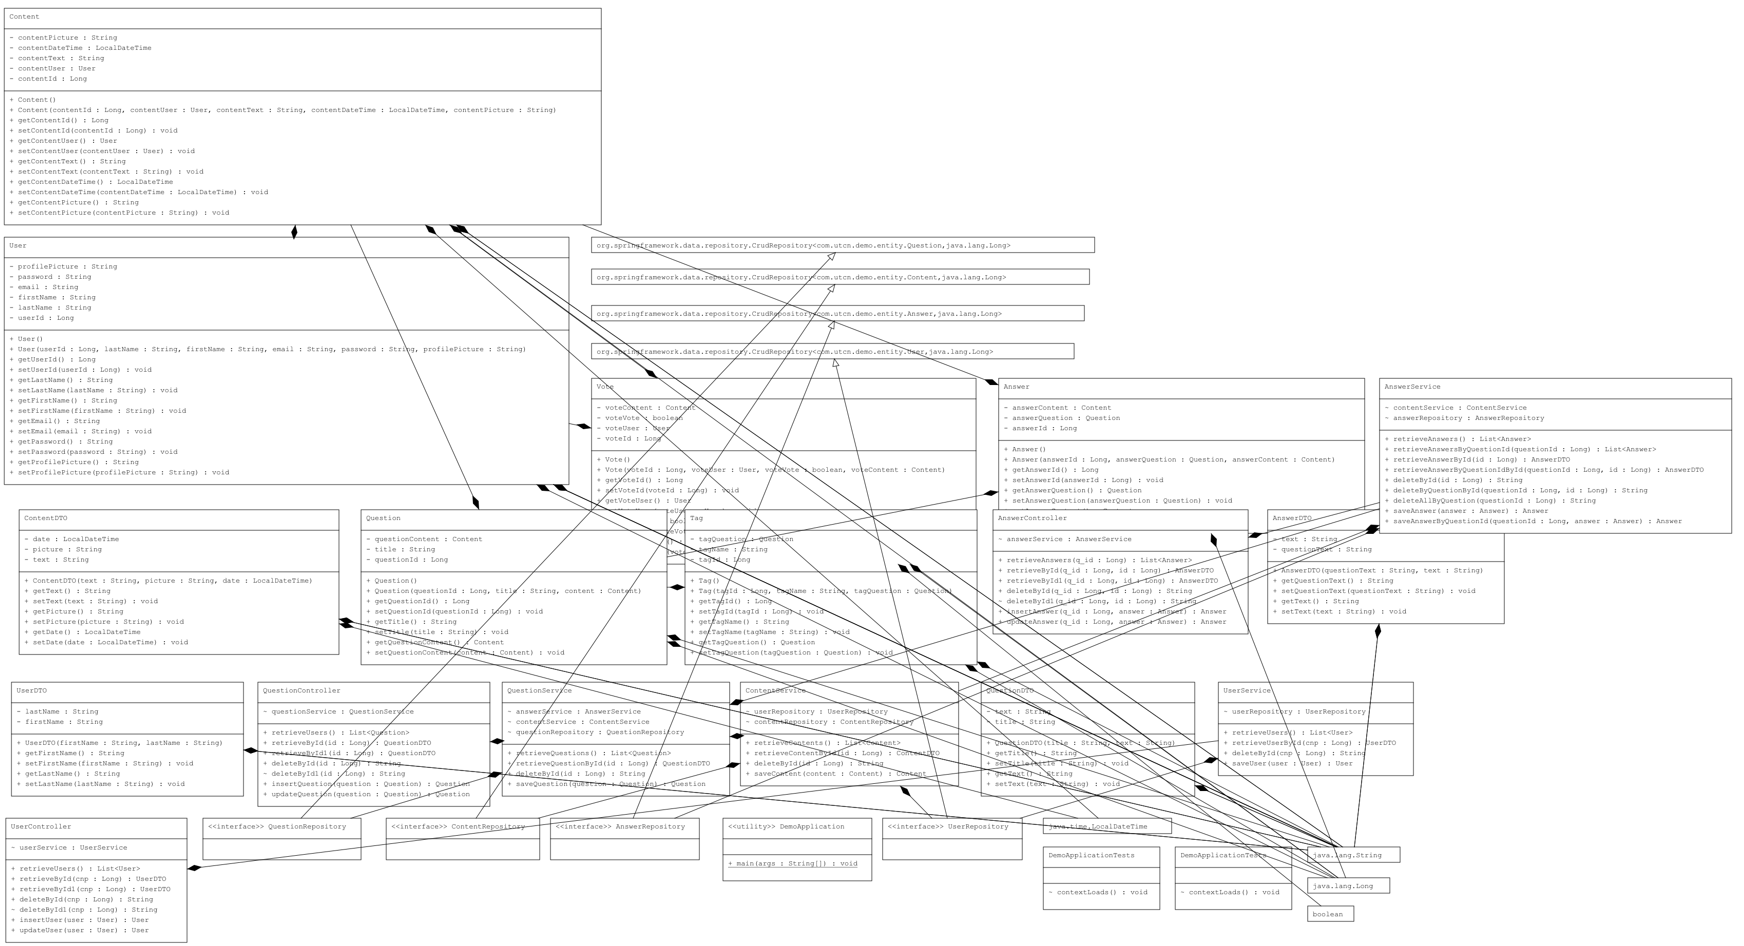 Content
- contentPicture : String
- contentDateTime : LocalDateTime
- contentText : String
- contentUser : User
- contentId : Long
+ Content()
+ Content(contentId : Long, contentUser : User, contentText : String, contentDateTime : LocalDateTime, contentPicture : String)
+ getContentId() : Long
+ setContentId(contentId : Long) : void
+ getContentUser() : User
+ setContentUser(contentUser : User) : void
+ getContentText() : String
+ setContentText(contentText : String) : void
+ getContentDateTime() : LocalDateTime
+ setContentDateTime(contentDateTime : LocalDateTime) : void
+ getContentPicture() : String
+ setContentPicture(contentPicture : String) : void
User
- profilePicture : String
- password : String
- email : String
- firstName : String
- lastName : String
- userId : Long
+ User()
+ User(userId : Long, lastName : String, firstName : String, email : String, password : String, profilePicture : String)
+ getUserId() : Long
+ setUserId(userId : Long) : void
+ getLastName() : String
+ setLastName(lastName : String) : void
+ getFirstName() : String
+ setFirstName(firstName : String) : void
+ getEmail() : String
+ setEmail(email : String) : void
+ getPassword() : String
+ setPassword(password : String) : void
+ getProfilePicture() : String
+ setProfilePicture(profilePicture : String) : void
org.springframework.data.repository.CrudRepository<com.utcn.demo.entity.Question,java.lang.Long>
org.springframework.data.repository.CrudRepository<com.utcn.demo.entity.Content,java.lang.Long>
org.springframework.data.repository.CrudRepository<com.utcn.demo.entity.Answer,java.lang.Long>
org.springframework.data.repository.CrudRepository<com.utcn.demo.entity.User,java.lang.Long>
Vote
- voteContent : Content
- voteVote : boolean
- voteUser : User
- voteId : Long
+ Vote()
+ Vote(voteId : Long, voteUser : User, voteVote : boolean, voteContent : Content)
+ getVoteId() : Long
+ setVoteId(voteId : Long) : void
+ getVoteUser() : User
Answer
- answerContent : Content
- answerQuestion : Question
- answerId : Long
+ Answer()
+ Answer(answerId : Long, answerQuestion : Question, answerContent : Content)
+ getAnswerId() : Long
+ setAnswerId(answerId : Long) : void
+ getAnswerQuestion() : Question
+ setAnswerQuestion(answerQuestion : Question) : void
AnswerService
- contentService : ContentService
- answerRepository : AnswerRepository
+ retrieveAnswers() : List<Answer>
+ retrieveAnswersByQuestionId(questionId : Long) : List<Answer>
+ retrieveAnswerById(id : Long) : AnswerDTO
+ retrieveAnswerByQuestionIdById(questionId : Long, id : Long) : AnswerDTO
+ deleteById(id : Long) : String
+ deleteByQuestionById(questionId : Long, id : Long) : String
+ deleteAllByQuestion(questionId : Long) : String
+ saveAnswer(answer : Answer) : Answer
+ saveAnswerByQuestionId(questionId : Long, answer : Answer) : Answer
ContentDTO
- date : LocalDateTime
- picture : String
- text : String
+ ContentDTO(text : String, picture : String, date : LocalDateTime)
+ getText() : String
+ setText(text : String) : void
+ getPicture() : String
+ setPicture(picture : String) : void
+ getDate() : LocalDateTime
+ setDate(date : LocalDateTime) : void
Question
- questionContent : Content
- title : String
- questionId : Long
+ Question()
+ Question(questionId : Long, title : String, content : Content)
+ getQuestionId() : Long
+ setQuestionId(questionId : Long) : void
+ getTitle() : String
+ setTitle(title : String) : void
+ getQuestionContent() : Content
+ setQuestionContent(content : Content) : void
Tag
- tagQuestion : Question
- tagName : String
- tagId : Long
+ Tag()
+ Tag(tagId : Long, tagName : String, tagQuestion : Question)
+ getTagId() : Long
+ setTagId(tagId : Long) : void
+ getTagName() : String
+ setTagName(tagName : String) : void
+ getTagQuestion() : Question
+ setTagQuestion(tagQuestion : Question) : void
AnswerController
~ answerService : AnswerService
+ retrieveAnswers(q_id : Long) : List<Answer>
+ retrieveById(q_id : Long, id : Long) : AnswerDTO
+ retrieveById1(q_id : Long, id : Long) : AnswerDTO
+ deleteById(q_id : Long, Id : Long) : String
~ deleteById1(q_id : Long, id : Long) : String
+ insertAnswer(q_id : Long, answer : Answer) : Answer
+ updateAnswer(q_id : Long, answer : Answer) : Answer
AnswerDTO
- text : String
- questionText : String
+ AnswerDTO(questionText : String, text : String)
+ getQuestionText() : String
+ setQuestionText(questionText : String) : void
+ getText() : String
+ setText(text : String) : void
UserDTO
- lastName : String
- firstName : String
+ UserDTO(firstName : String, lastName : String)
+ getFirstName() : String
+ setFirstName(firstName : String) : void
+ getLastName() : String
+ setLastName(lastName : String) : void
QuestionController
~ questionService : QuestionService
+ retrieveUsers() : List<Question>
+ retrieveById(id : Long) : QuestionDTO
+ retrieveById1(id : Long) : QuestionDTO
+ deleteById(id : Long) : String
~ deleteById1(id : Long) : String
+ insertQuestion(question : Question) : Question
+ updateQuestion(question : Question) : Question
QuestionService
- answerService : AnswerService
- contentService : ContentService
- questionRepository : QuestionRepository
+ retrieveQuestions() : List<Question>
+ retrieveQuestionById(id : Long) : QuestionDTO
+ deleteById(id : Long) : String
+ saveQuestion(question : Question) : Question
ContentService
- userRepository : UserRepository
- contentRepository : ContentRepository
+ retrieveContents() : List<Content>
+ retrieveContentById(id : Long) : ContentDTO
+ deleteById(id : Long) : String
+ saveContent(content : Content) : Content
QuestionDTO
- text : String
- title : String
+ QuestionDTO(title : String, text : String)
+ getTitle() : String
+ setTitle(title : String) : void
+ getText() : String
+ setText(text : String) : void
UserService
- userRepository : UserRepository
+ retrieveUsers() : List<User>
+ retrieveUserById(cnp : Long) : UserDTO
+ deleteById(cnp : Long) : String
+ saveUser(user : User) : User
UserController
~ userService : UserService
+ retrieveUsers() : List<User>
+ retrieveById(cnp : Long) : UserDTO
+ retrieveById1(cnp : Long) : UserDTO
+ deleteById(cnp : Long) : String
~ deleteById1(cnp : Long) : String
+ insertUser(user : User) : User
+ updateUser(user : User) : User
<<interface>> QuestionRepository
<<interface>> ContentRepository
<<interface>> AnswerRepository
<<utility>> DemoApplication
+ main(args : String[]) : void
<<interface>> UserRepository
java.time.LocalDateTime
DemoApplicationTests
~ contextLoads() : void
DemoApplicationTests
~ contextLoads() : void
java.lang.String
java.lang.Long
boolean